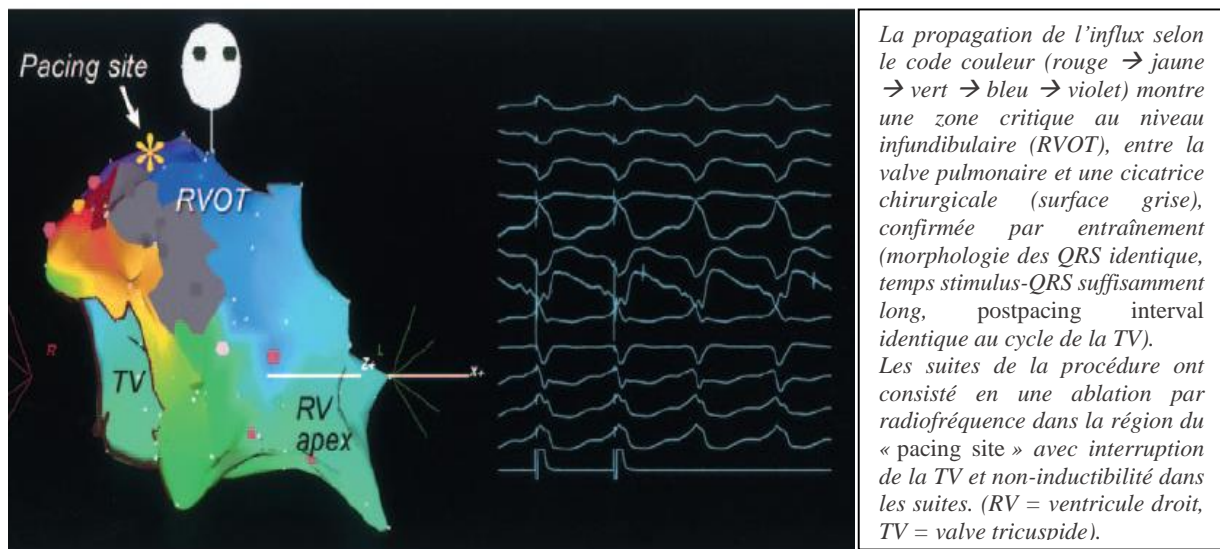 Pacing site
RVOT
TV
RV
apex
R
L
Z+
X+
La propagation de l'influx selon
le code couleur (rouge → jaune
→ vert → bleu → violet) montre
une zone critique au niveau
infundibulaire (RVOT), entre la
valve pulmonaire et une cicatrice
chirurgicale (surface grise),
confirmée par entraînement
(morphologie des QRS identique,
temps stimulus-QRS suffisamment
long, postpacing interval
identique au cycle de la TV).
Les suites de la procédure ont
consisté en une ablation par
radiofréquence dans la région du
« pacing site » avec interruption
de la TV et non-inductibilité dans
les suites. (RV = ventricule droit,
TV = valve tricuspide).